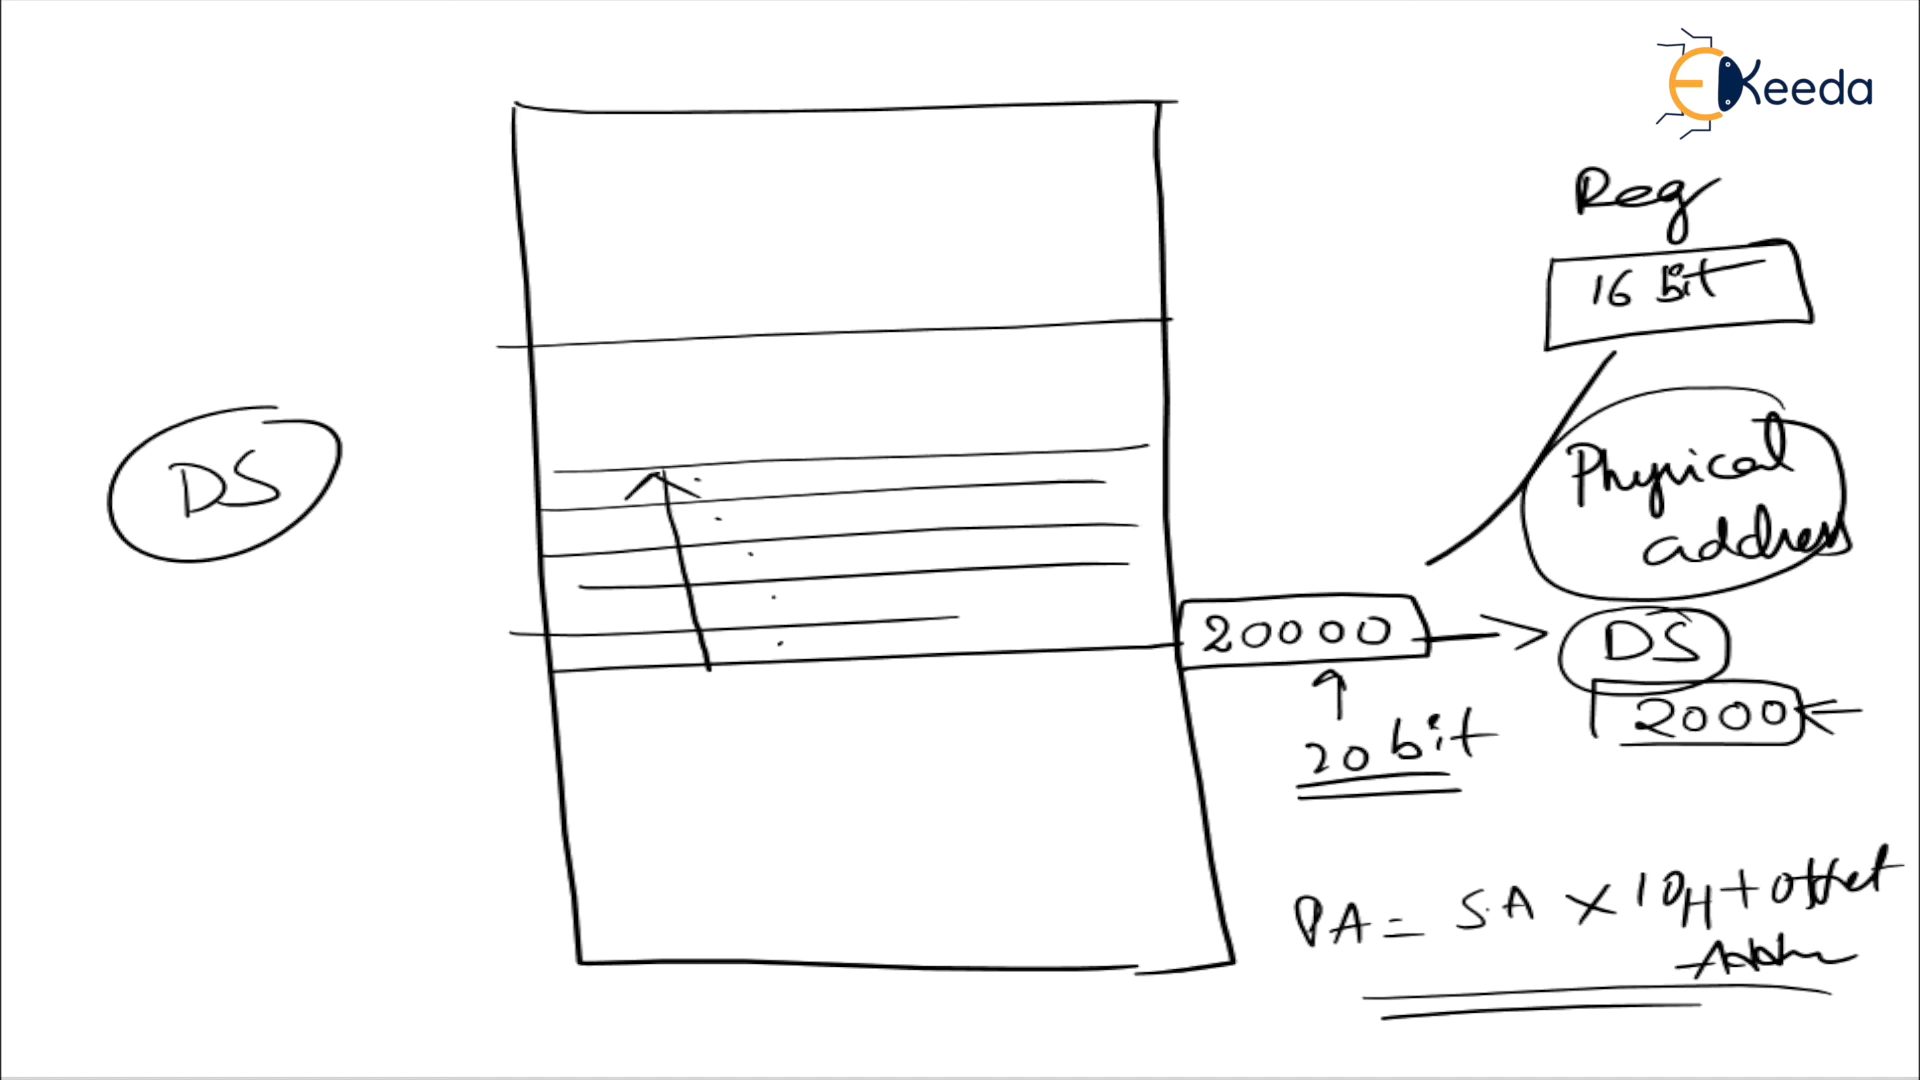 EKeeda
Reg
16 bit
Physical
address
DS
20000
DS
2000
20 bit
PA = S.A × 10H + offset